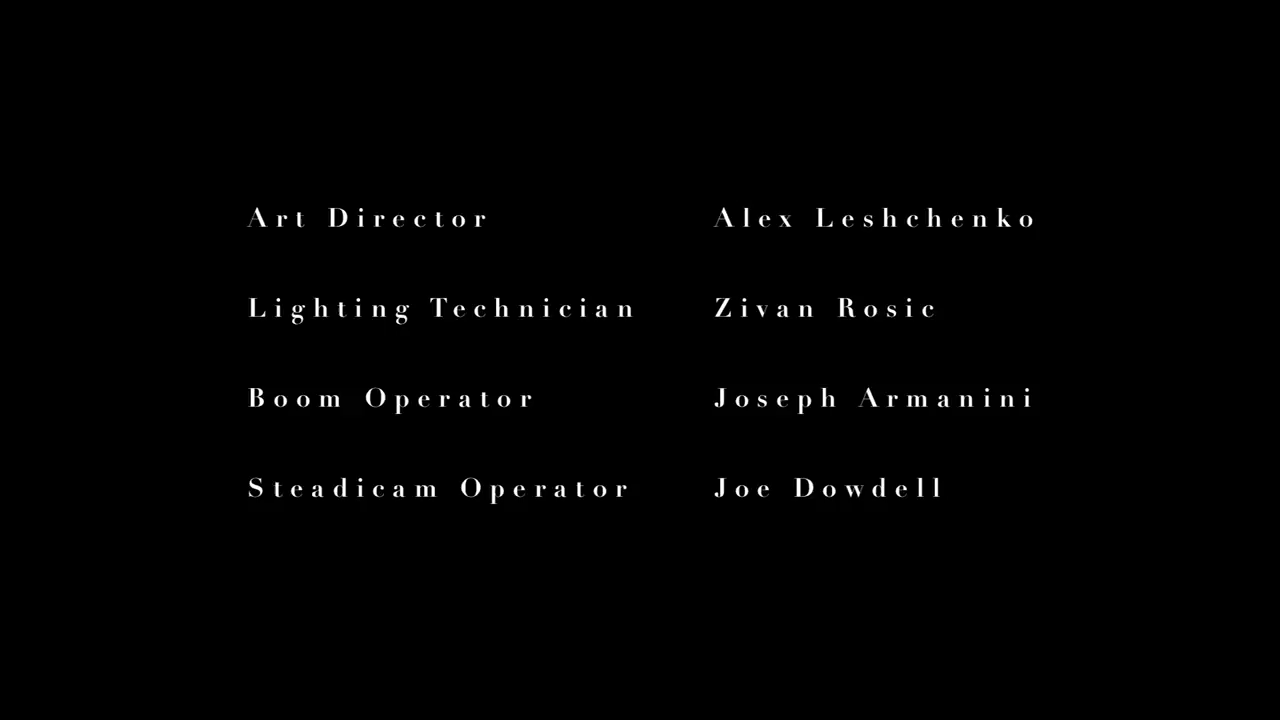 Art Director Alex Leshchenko
Lighting Technician Zivan Rosic
Boom Operator Joseph Armanini
Steadicam Operator Joe Dowdell